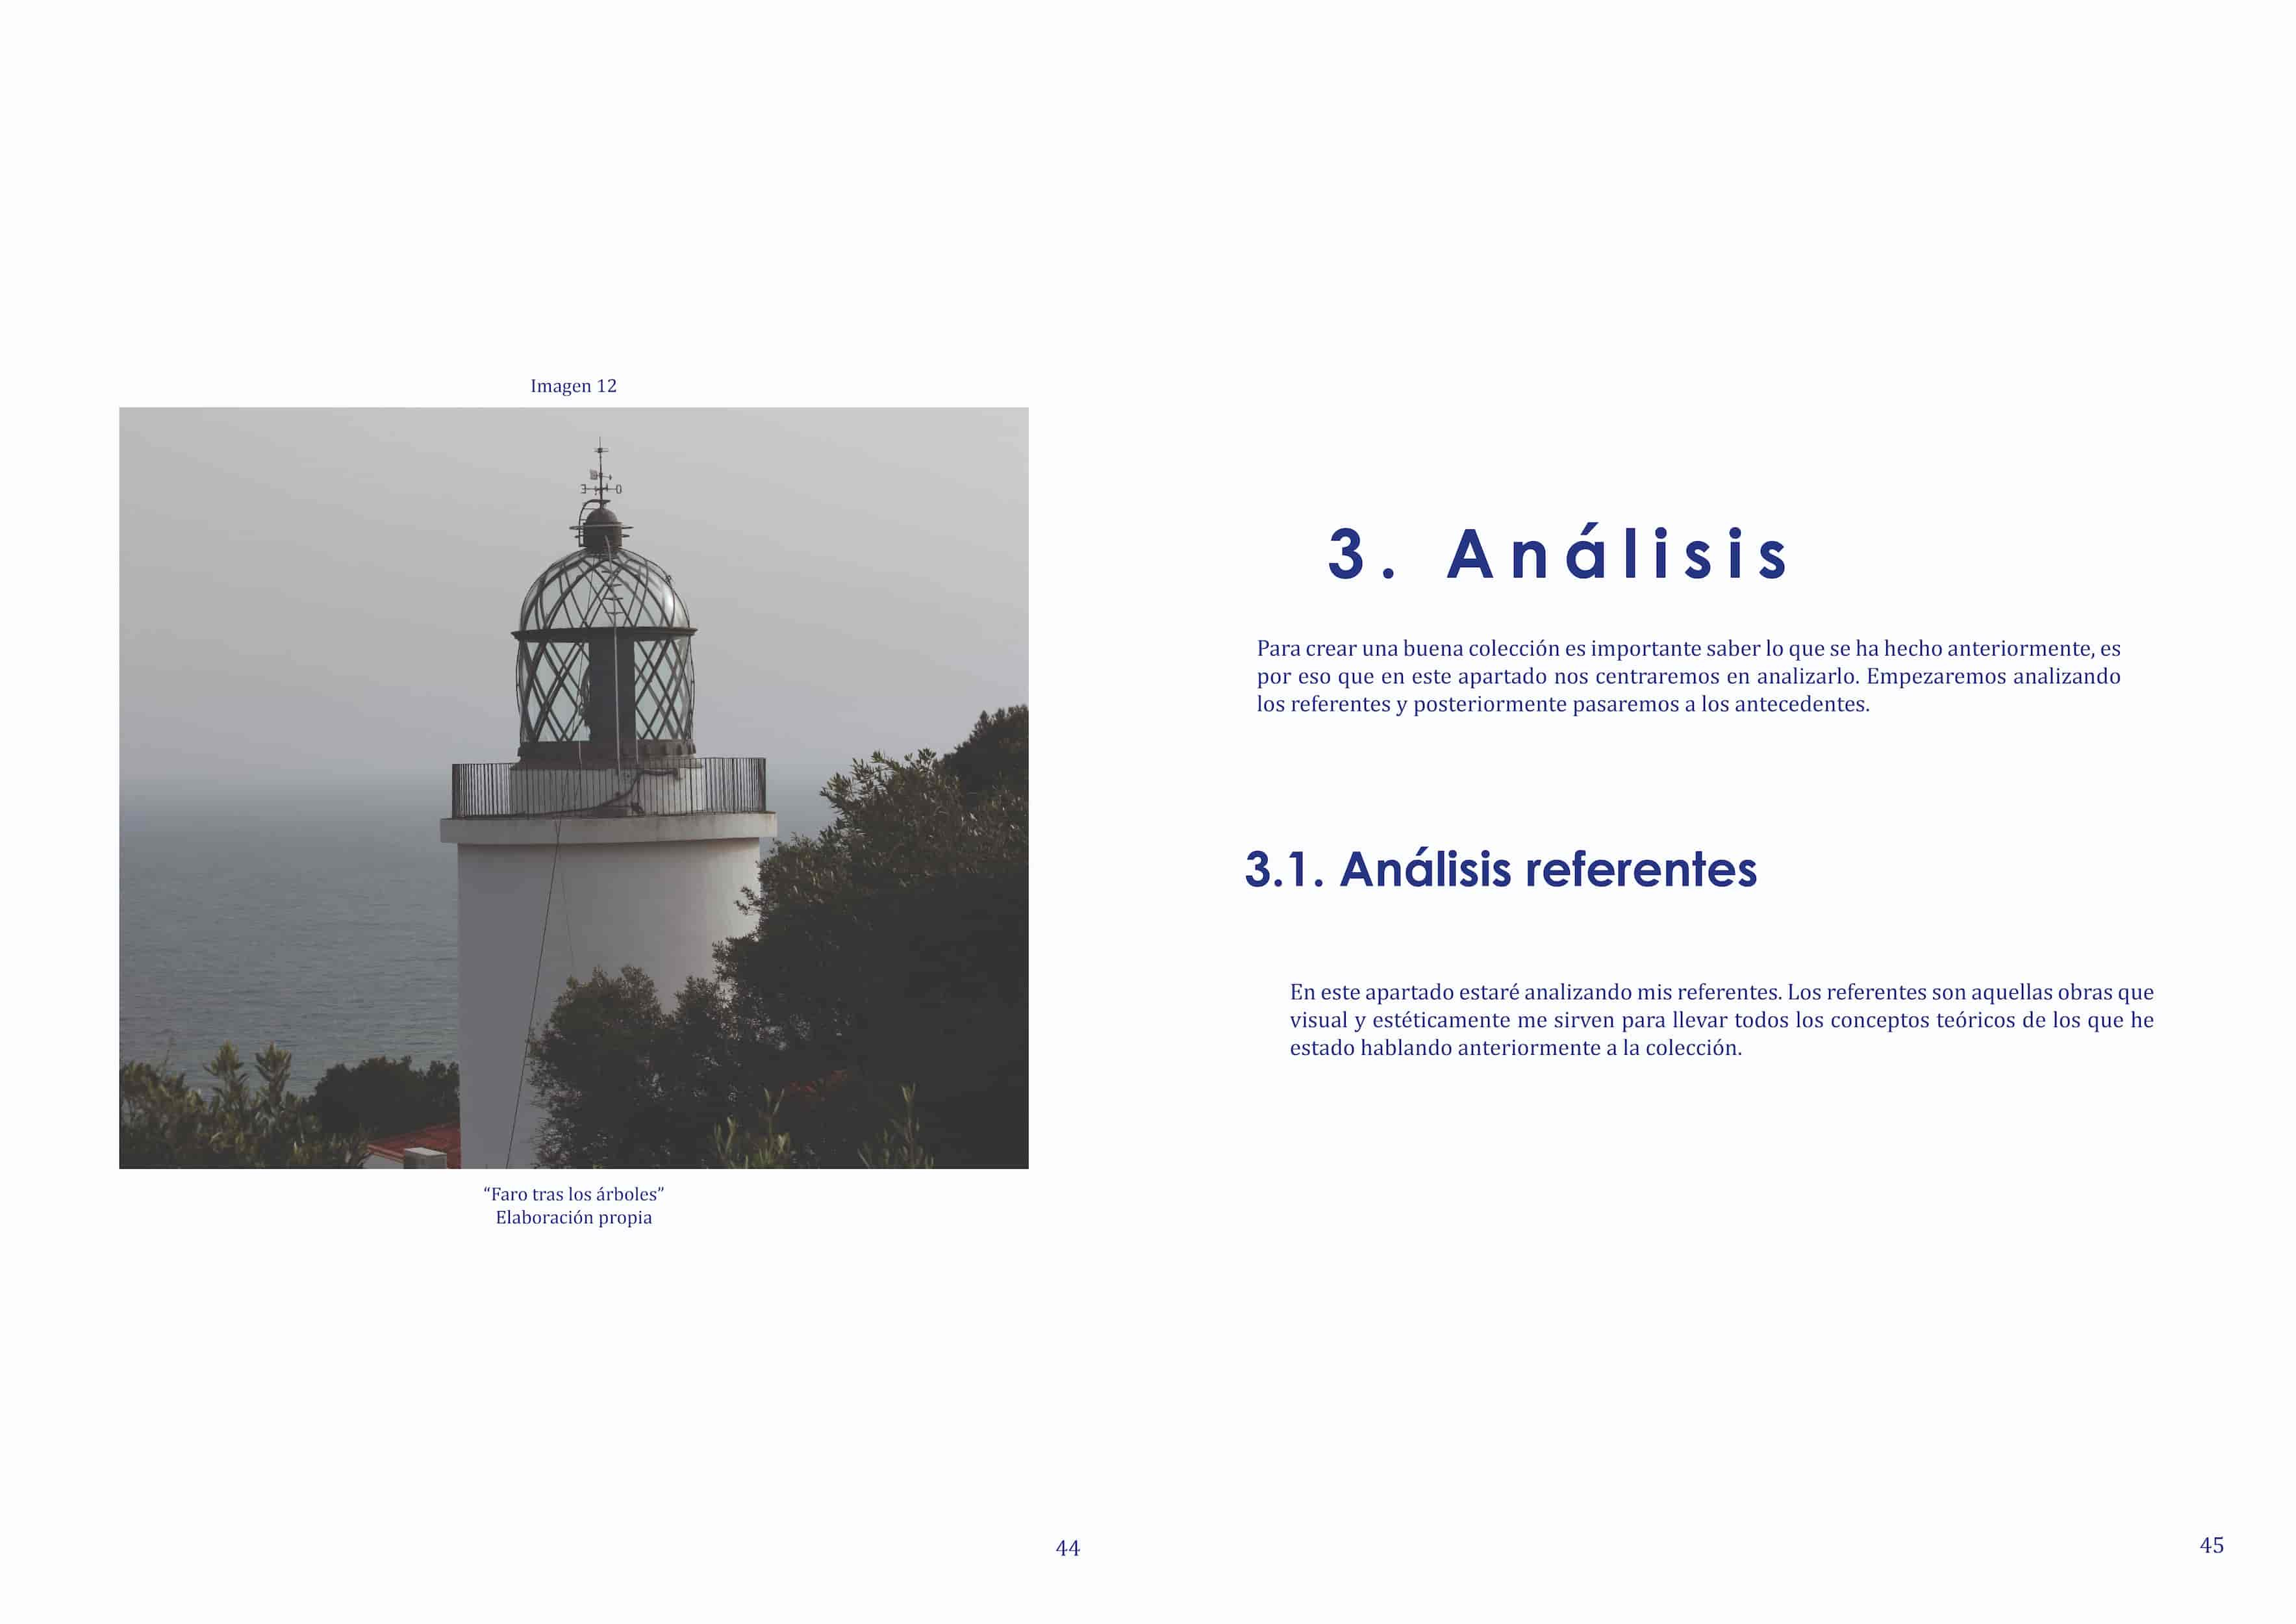 Imagen 12
“Faro tras los árboles”
Elaboración propia
44
3. Análisis
Para crear una buena colección es importante saber lo que se ha hecho anteriormente, es
por eso que en este apartado nos centraremos en analizarlo. Empezaremos analizando
los referentes y posteriormente pasaremos a los antecedentes.
3.1. Análisis referentes
En este apartado estaré analizando mis referentes. Los referentes son aquellas obras que
visual y estéticamente me sirven para llevar todos los conceptos teóricos de los que he
estado hablando anteriormente a la colección.
45